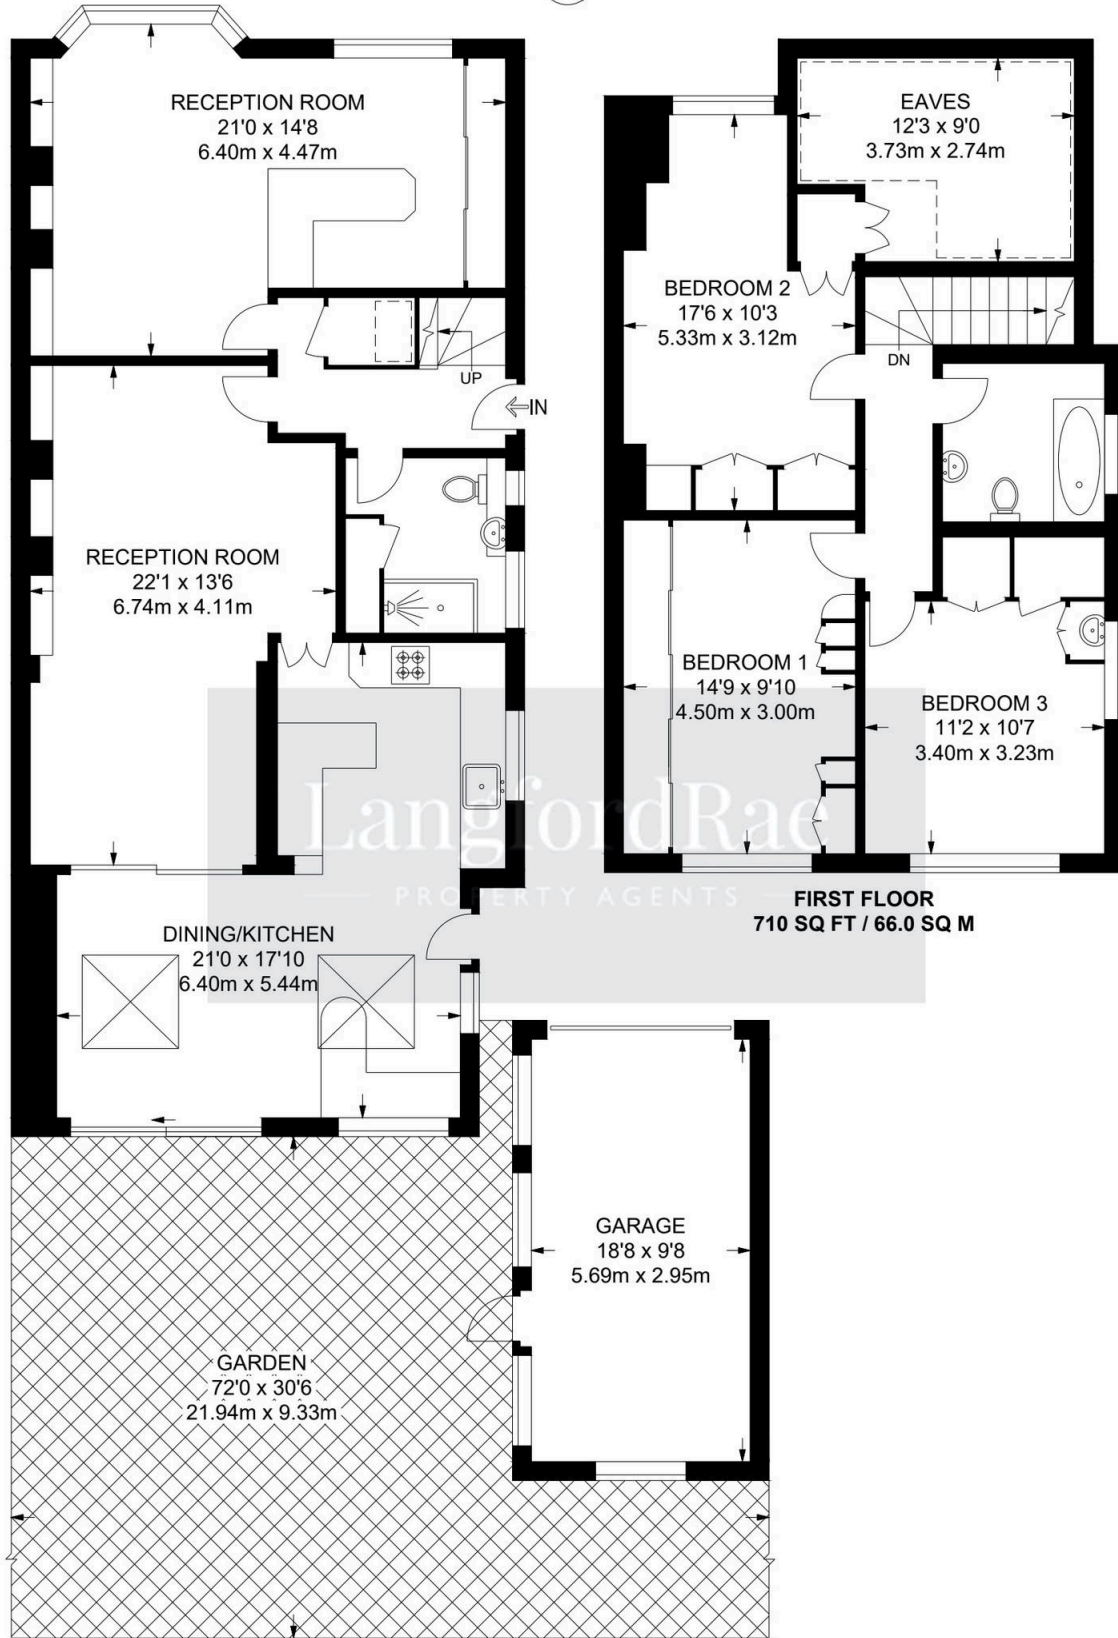 RECEPTION ROOM
21'0 x 14'8
6.40m x 4.47m
EAVES
12'3 x 9'0
3.73m x 2.74m
BEDROOM 2
17'6 x 10'3
5.33m x 3.12m
UP
IN
DN
RECEPTION ROOM
22'1 x 13'6
6.74m x 4.11m
BEDROOM 1
14'9 x 9'10
4.50m x 3.00m
BEDROOM 3
11'2 x 10'7
3.40m x 3.23m
LangfordRae
PROPERTY AGENTS
FIRST FLOOR
710 SQ FT / 66.0 SQ M
DINING/KITCHEN
21'0 x 17'10
6.40m x 5.44m
GARAGE
18'8 x 9'8
5.69m x 2.95m
GARDEN
72'0 x 30'6
21.94m x 9.33m